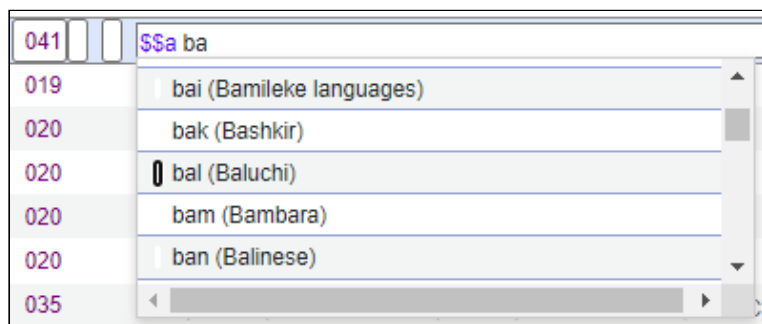 041 $$a ba
019 bai (Bamileke languages)
020 bak (Bashkir)
020 bal (Baluchi)
020 bam (Bambara)
020 ban (Balinese)
035